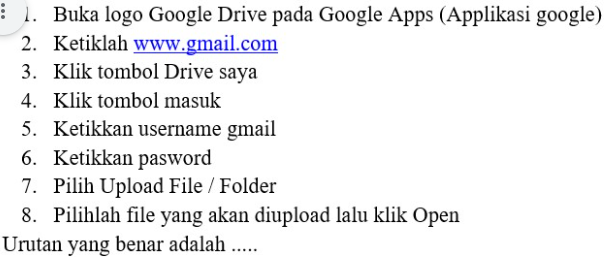 1. Buka logo Google Drive pada Google Apps (Applikasi google)
2. Ketiklah www.gmail.com
3. Klik tombol Drive saya
4. Klik tombol masuk
5. Ketikkan username gmail
6. Ketikkan pasword
7. Pilih Upload File / Folder
8. Pilihlah file yang akan diupload lalu klik Open
Urutan yang benar adalah .....